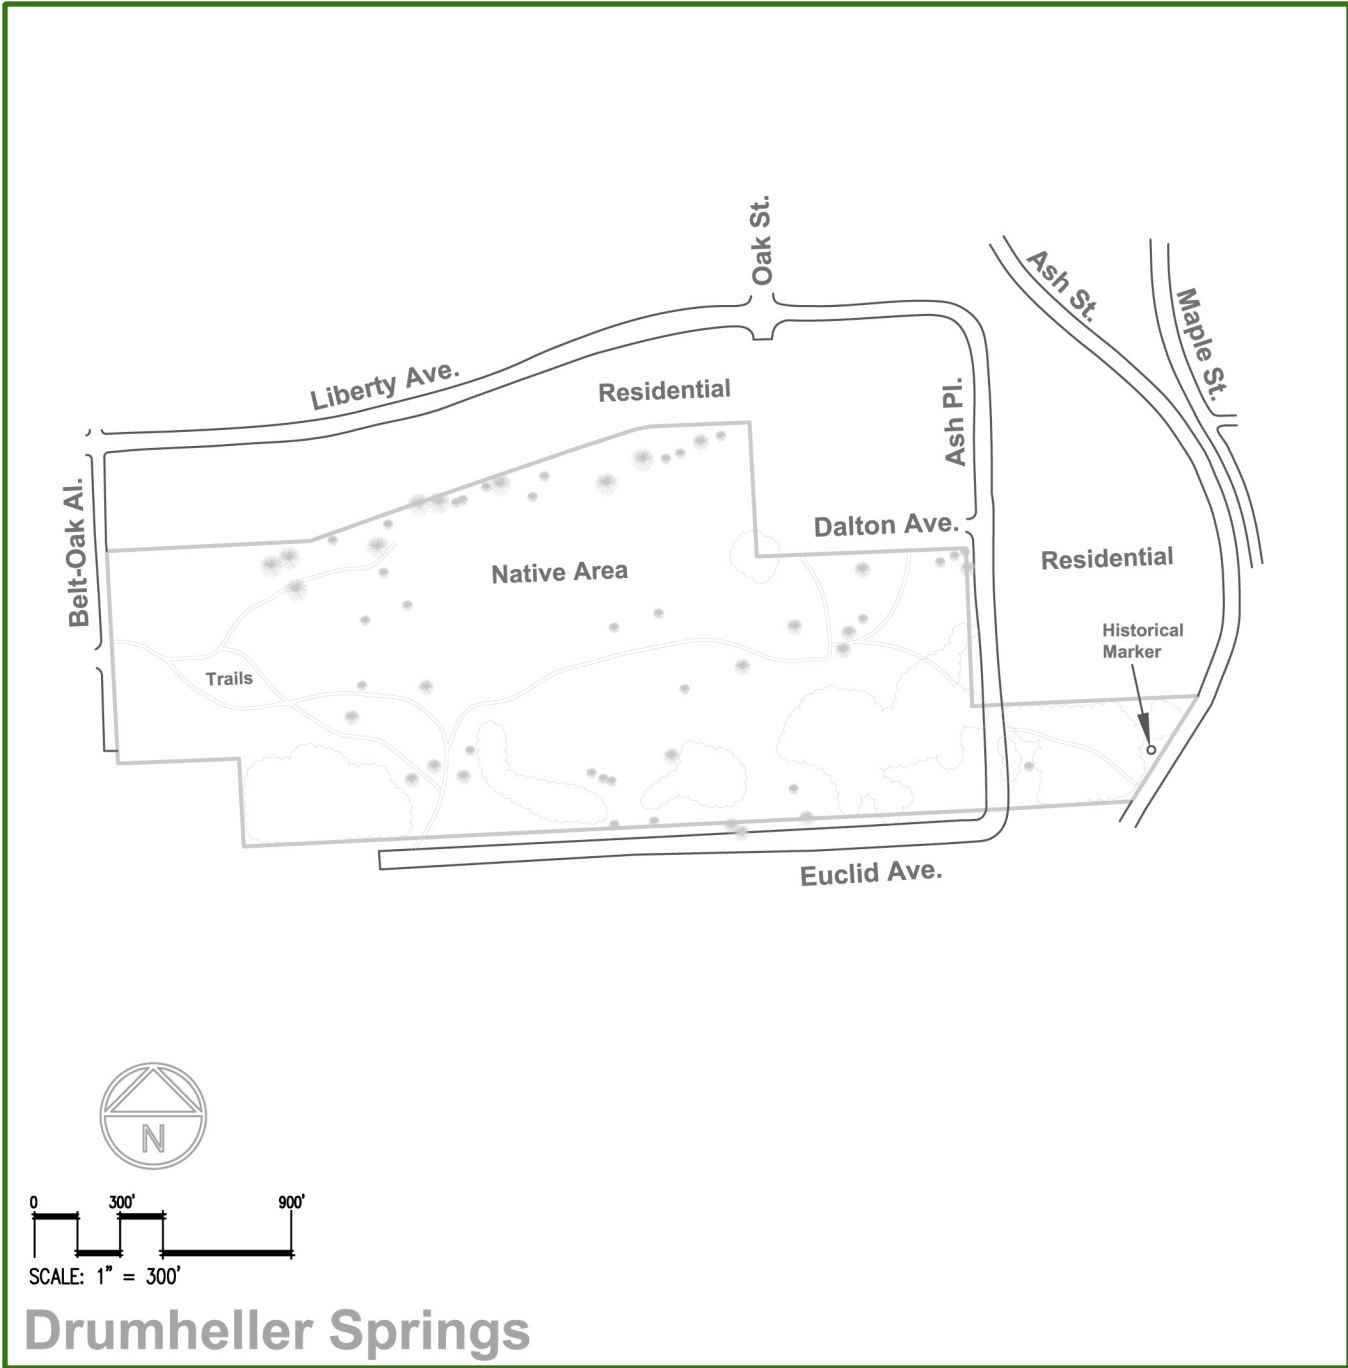 Oak St.
Ash St.
Maple St.
Liberty Ave.
Residential
Ash Pl.
Belt-Oak Al.
Dalton Ave.
Native Area
Residential
Historical
Marker
Trails
Euclid Ave.
N
0 300' 900'
SCALE: 1" = 300'
Drumheller Springs